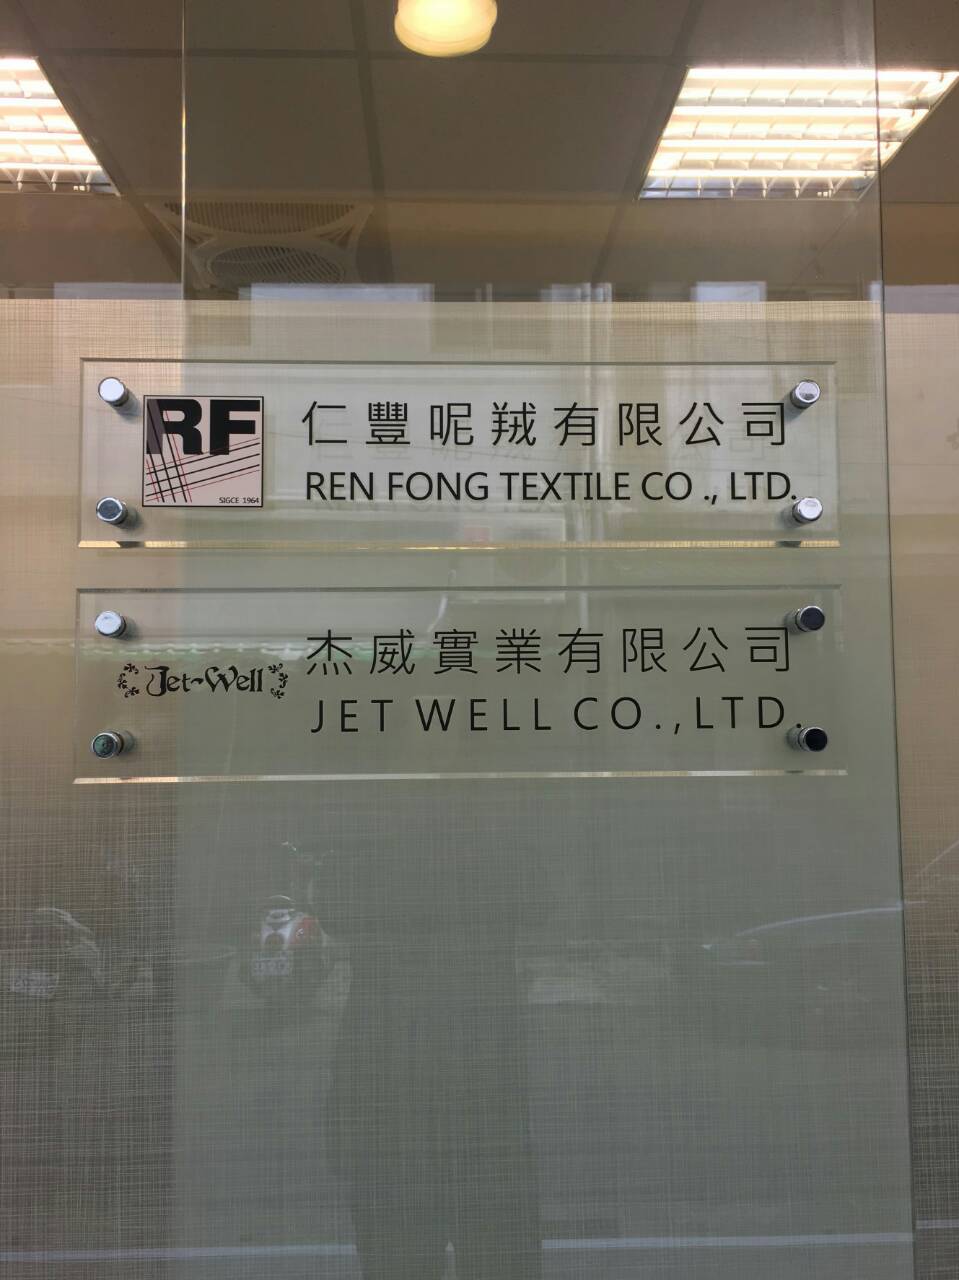 RF
SIGCE 1964
仁豐呢羢有限公司
REN FONG TEXTILE CO ., LTD.
Jet-Well
杰威實業有限公司
JET WELL CO.,LTD.